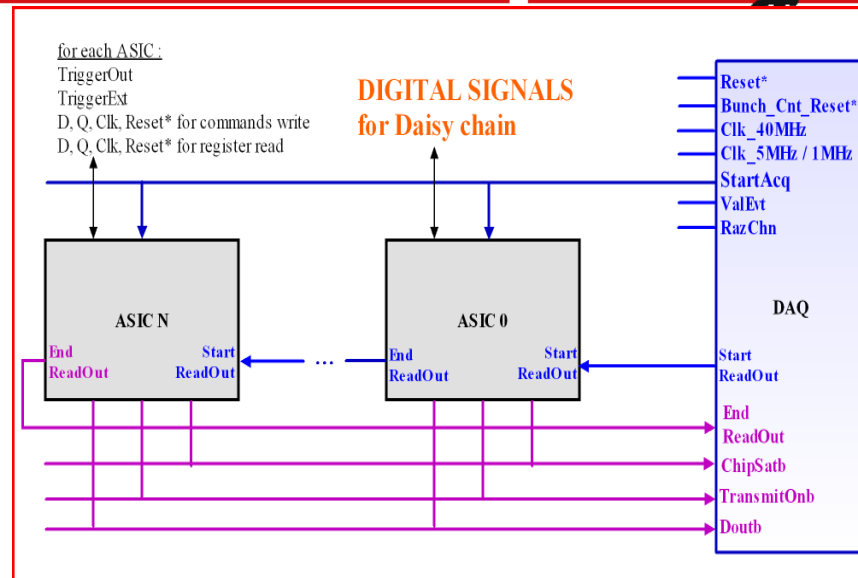 for each ASIC :
TriggerOut
TriggerExt
D, Q, Clk, Reset* for commands write
D, Q, Clk, Reset* for register read
DIGITAL SIGNALS
for Daisy chain
Reset*
Bunch_Cnt_Reset*
Clk_40MHz
Clk_5MHz / 1MHz
StartAcq
ValEvt
RazChn
DAQ
ASIC N
End
ReadOut
Start
ReadOut
...
ASIC 0
End
ReadOut
Start
ReadOut
Start
ReadOut
End
ReadOut
ChipSatb
TransmitOnb
Doutb